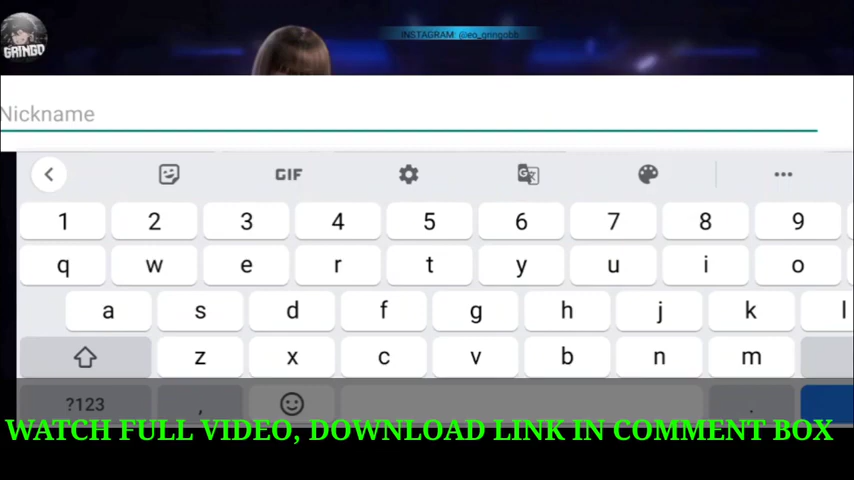 GRINGO
INSTAGRAM: @eo_gringobb
Nickname
GIF
1 2 3 4 5 6 7 8 9
q w e r t y u i o
a s d f g h j k l
z x c v b n m
?123 , .
WATCH FULL VIDEO, DOWNLOAD LINK IN COMMENT BOX